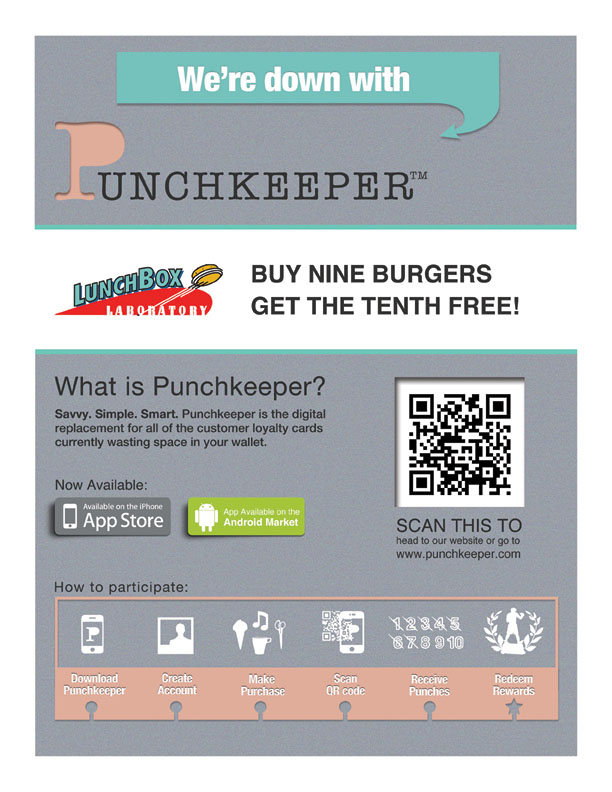 We're down with
PUNCHKEEPER™
LUNCHBOX
LABORATORY
BUY NINE BURGERS
GET THE TENTH FREE!
What is Punchkeeper?
Savvy. Simple. Smart. Punchkeeper is the digital
replacement for all of the customer loyalty cards
currently wasting space in your wallet.
Now Available:
Available on the iPhone
App Store
App Available on the
Android Market
SCAN THIS TO
head to our website or go to
www.punchkeeper.com
How to participate:
P
P
1 2 3 4 5
6 7 8 9 10
Download
Punchkeeper
Create
Account
Make
Purchase
Scan
QR code
Receive
Punches
Redeem
Rewards